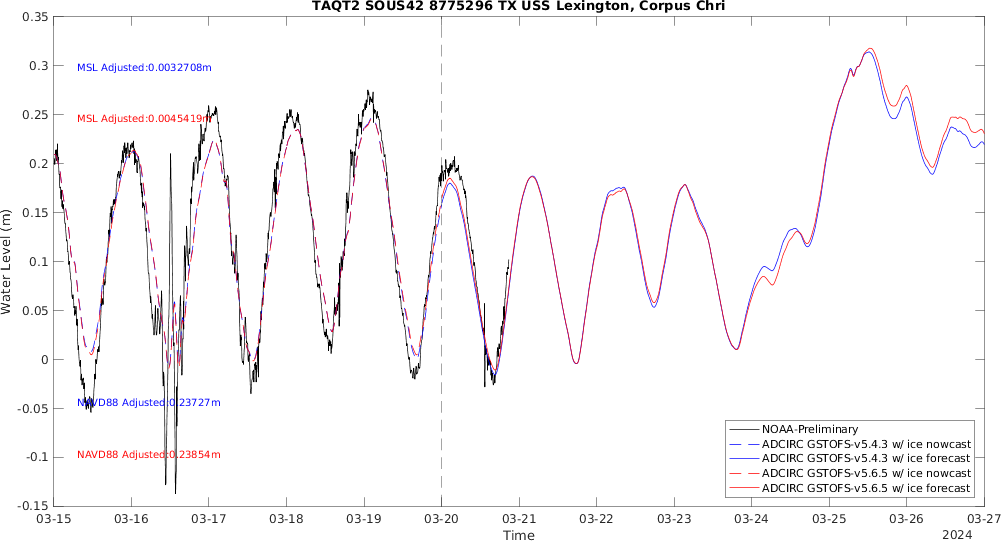 TAQT2 SOUS42 8775296 TX USS Lexington, Corpus Chri
0.35
0.3
0.25
0.2
0.15
0.1
0.05
0
-0.05
-0.1
-0.15
Water Level (m)
MSL Adjusted:0.0032708m
MSL Adjusted:0.0045419m
NAVD88 Adjusted:0.23727m
NAVD88 Adjusted:0.23854m
NOAA-Preliminary
ADCIRC GSTOFS-v5.4.3 w/ ice nowcast
ADCIRC GSTOFS-v5.4.3 w/ ice forecast
ADCIRC GSTOFS-v5.6.5 w/ ice nowcast
ADCIRC GSTOFS-v5.6.5 w/ ice forecast
03-15 03-16 03-17 03-18 03-19 03-20 03-21 03-22 03-23 03-24 03-25 03-26 03-27
Time
2024